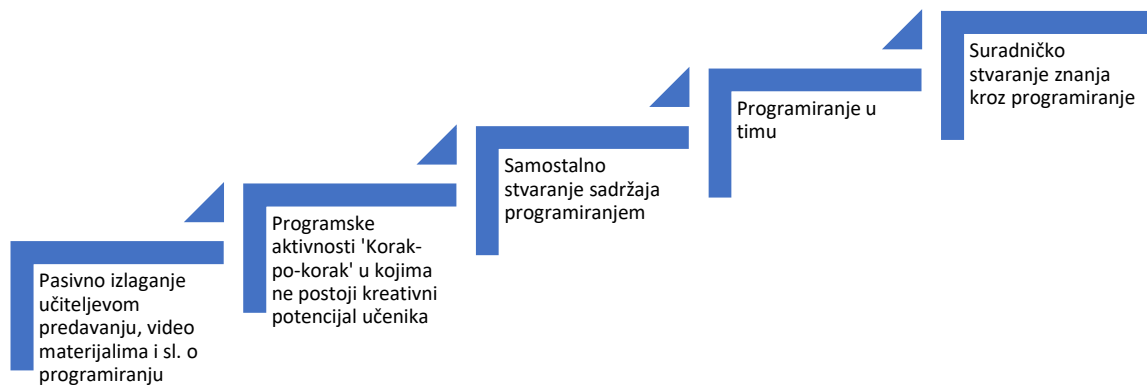 Pasivno izlaganje
učiteljevom
predavanju, video
materijalima i sl. o
programiranju
Programske
aktivnosti 'Korak-
po-korak' u kojima
ne postoji kreativni
potencijal učenika
Samostalno
stvaranje sadržaja
programiranjem
Programiranje u
timu
Suradničko
stvaranje znanja
kroz programiranje